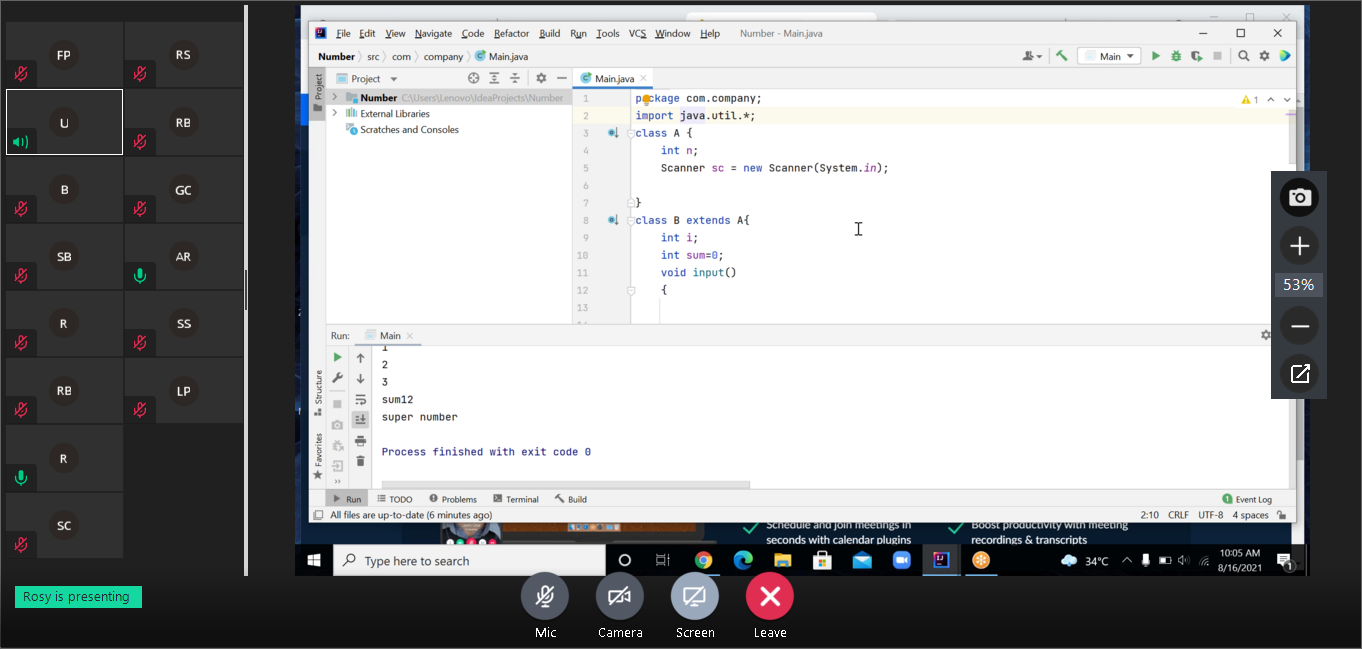 FP
RS
U
RB
B
GC
SB
AR
R
SS
RB
LP
R
SC
Rosy is presenting
File Edit View Navigate Code Refactor Build Run Tools VCS Window Help Number - Main.java
Number src com company Main.java
Main
Project
Project
Main.java
Number C:\Users\Lenovo\IdeaProjects\Number
External Libraries
Scratches and Consoles
1 package com.company;
2 import java.util.*;
3 class A {
4 int n;
5 Scanner sc = new Scanner(System.in);
6
7 }
8 class B extends A{
9 int i;
10 int sum=0;
11 void input()
12 {
13
1
Run: Main
1
2
3
sum12
super number
Process finished with exit code 0
Structure
Favorites
Run TODO Problems Terminal Build
1 Event Log
All files are up-to-date (6 minutes ago)
2:10 CRLF UTF-8 4 spaces
Schedule and join meetings in
seconds with calendar plugins
Boost productivity with meeting
recordings & transcripts
Type here to search
34°C
10:05 AM
8/16/2021
1
53%
Mic
Camera
Screen
Leave